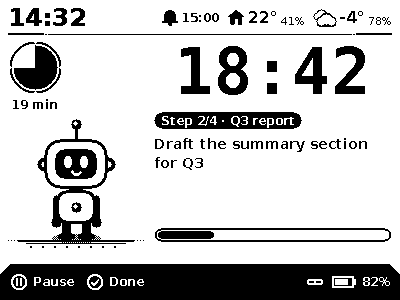 14:32
15:00
22° 41%
-4° 78%
19 min
18:42
Step 2/4 · Q3 report
Draft the summary section
for Q3
Pause
Done
82%